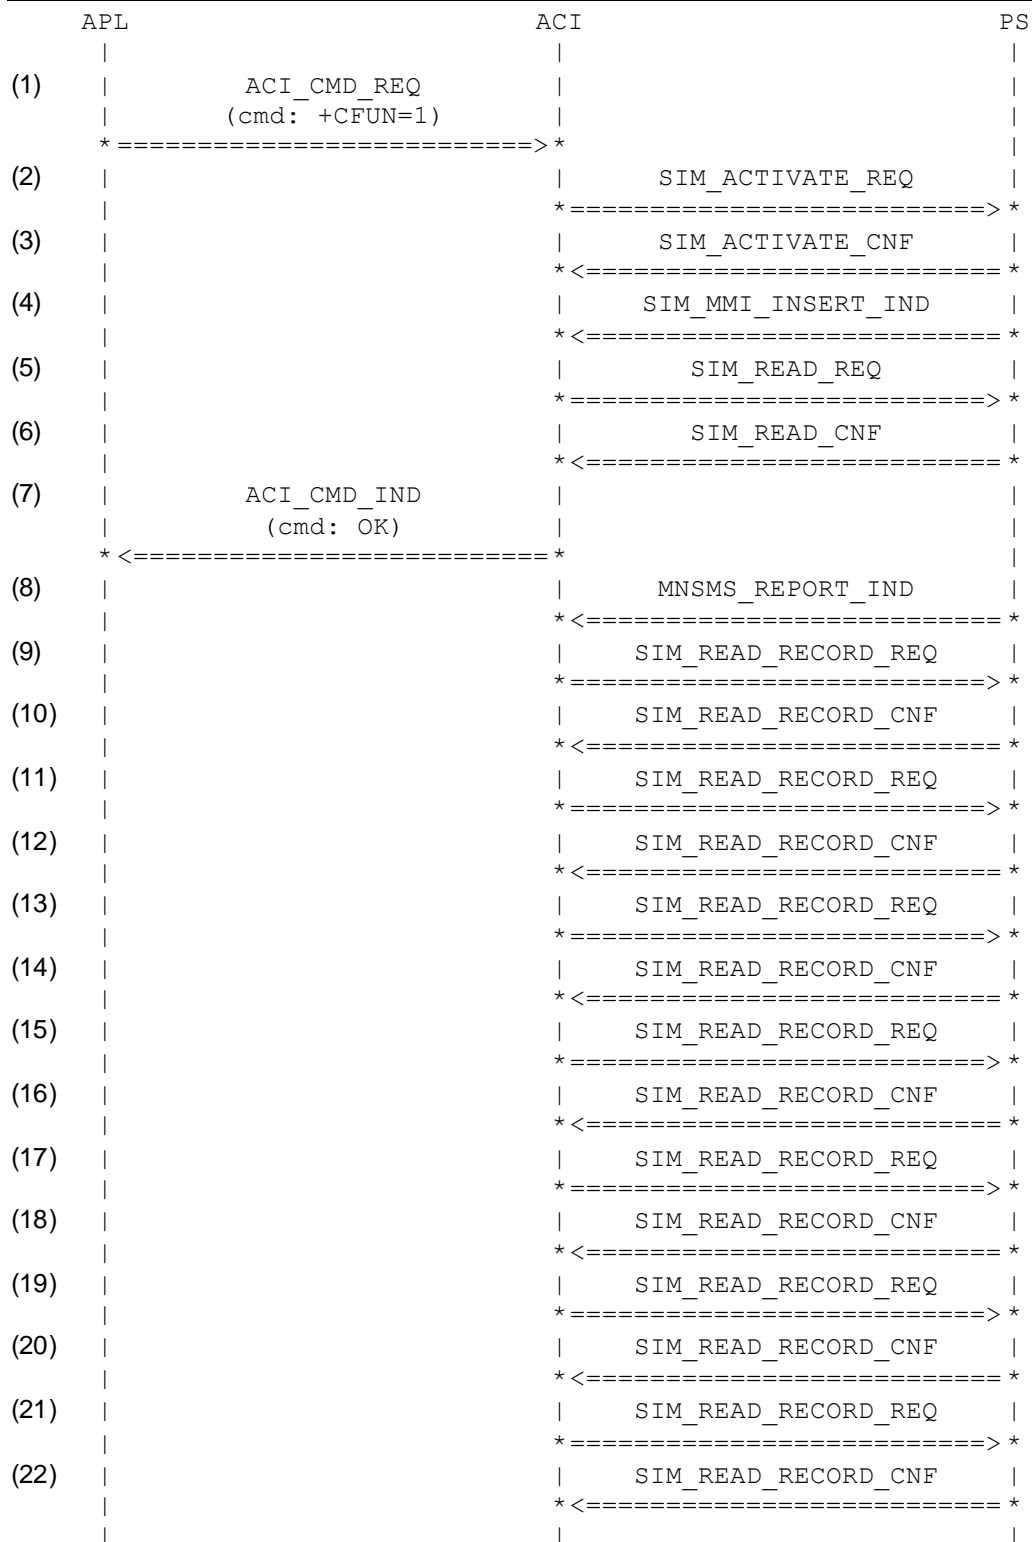 APL ACI PS
| | |
(1) | ACI_CMD_REQ | |
| (cmd: +CFUN=1) | |
* ==========================> * |
(2) | | SIM_ACTIVATE_REQ |
| * ==========================> *
(3) | | SIM_ACTIVATE_CNF |
| * <========================== *
(4) | | SIM_MMI_INSERT_IND |
| * <========================== *
(5) | | SIM_READ_REQ |
| * ==========================> *
(6) | | SIM_READ_CNF |
| * <========================== *
(7) | ACI_CMD_IND | |
| (cmd: OK) | |
* <========================== * |
(8) | | MNSMS_REPORT_IND |
| * <========================== *
(9) | | SIM_READ_RECORD_REQ |
| * ==========================> *
(10) | | SIM_READ_RECORD_CNF |
| * <========================== *
(11) | | SIM_READ_RECORD_REQ |
| * ==========================> *
(12) | | SIM_READ_RECORD_CNF |
| * <========================== *
(13) | | SIM_READ_RECORD_REQ |
| * ==========================> *
(14) | | SIM_READ_RECORD_CNF |
| * <========================== *
(15) | | SIM_READ_RECORD_REQ |
| * ==========================> *
(16) | | SIM_READ_RECORD_CNF |
| * <========================== *
(17) | | SIM_READ_RECORD_REQ |
| * ==========================> *
(18) | | SIM_READ_RECORD_CNF |
| * <========================== *
(19) | | SIM_READ_RECORD_REQ |
| * ==========================> *
(20) | | SIM_READ_RECORD_CNF |
| * <========================== *
(21) | | SIM_READ_RECORD_REQ |
| * ==========================> *
(22) | | SIM_READ_RECORD_CNF |
| * <========================== *
| | |